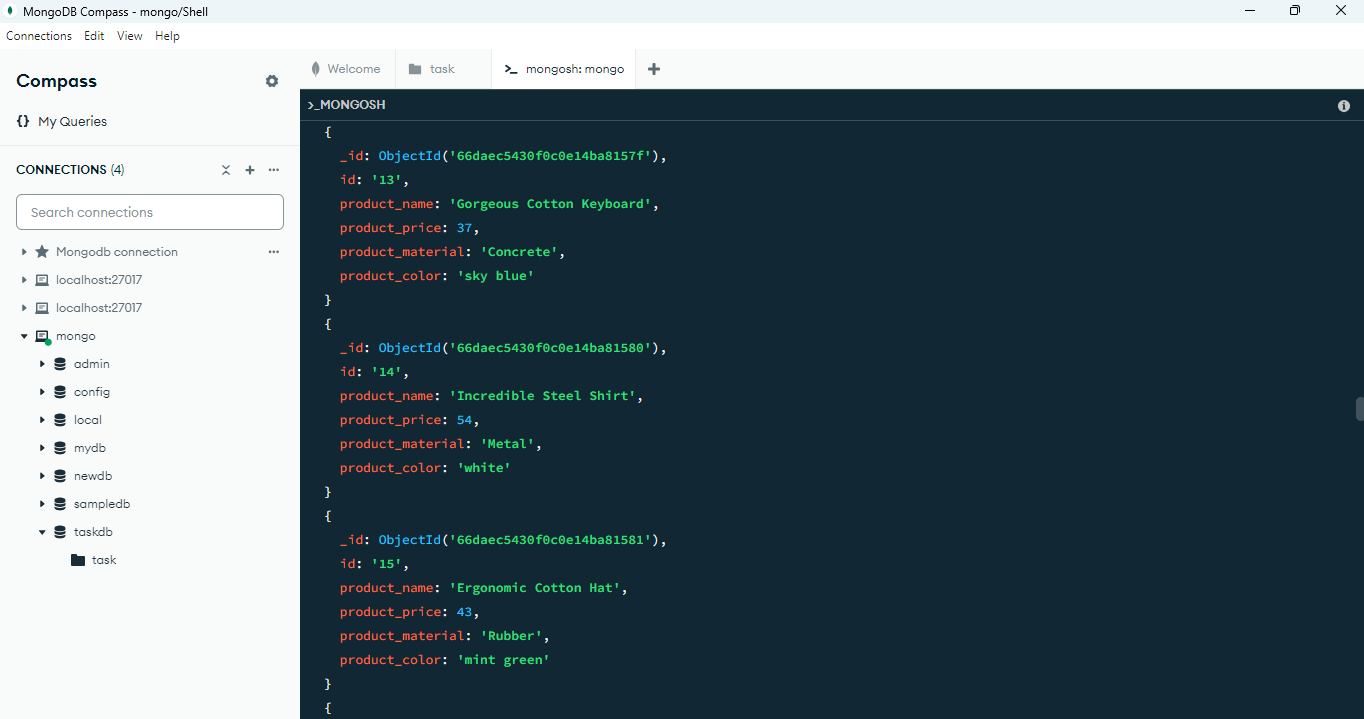 MongoDB Compass - mongo/Shell
Connections Edit View Help
Compass
{} My Queries
CONNECTIONS (4)
Search connections
Mongodb connection
localhost:27017
localhost:27017
mongo
admin
config
local
mydb
newdb
sampledb
taskdb
task
Welcome task >_ mongosh: mongo
>_MONGOSH
{
_id: ObjectId('66daec5430f0c0e14ba8157f'),
id: '13',
product_name: 'Gorgeous Cotton Keyboard',
product_price: 37,
product_material: 'Concrete',
product_color: 'sky blue'
}
{
_id: ObjectId('66daec5430f0c0e14ba81580'),
id: '14',
product_name: 'Incredible Steel Shirt',
product_price: 54,
product_material: 'Metal',
product_color: 'white'
}
{
_id: ObjectId('66daec5430f0c0e14ba81581'),
id: '15',
product_name: 'Ergonomic Cotton Hat',
product_price: 43,
product_material: 'Rubber',
product_color: 'mint green'
}
{